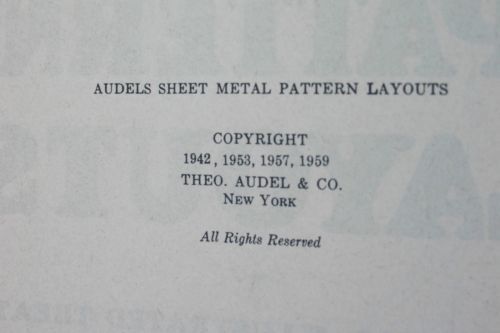 AUDELS SHEET METAL PATTERN LAYOUTS
COPYRIGHT
1942, 1953, 1957, 1959
THEO. AUDEL & CO.
NEW YORK
All Rights Reserved